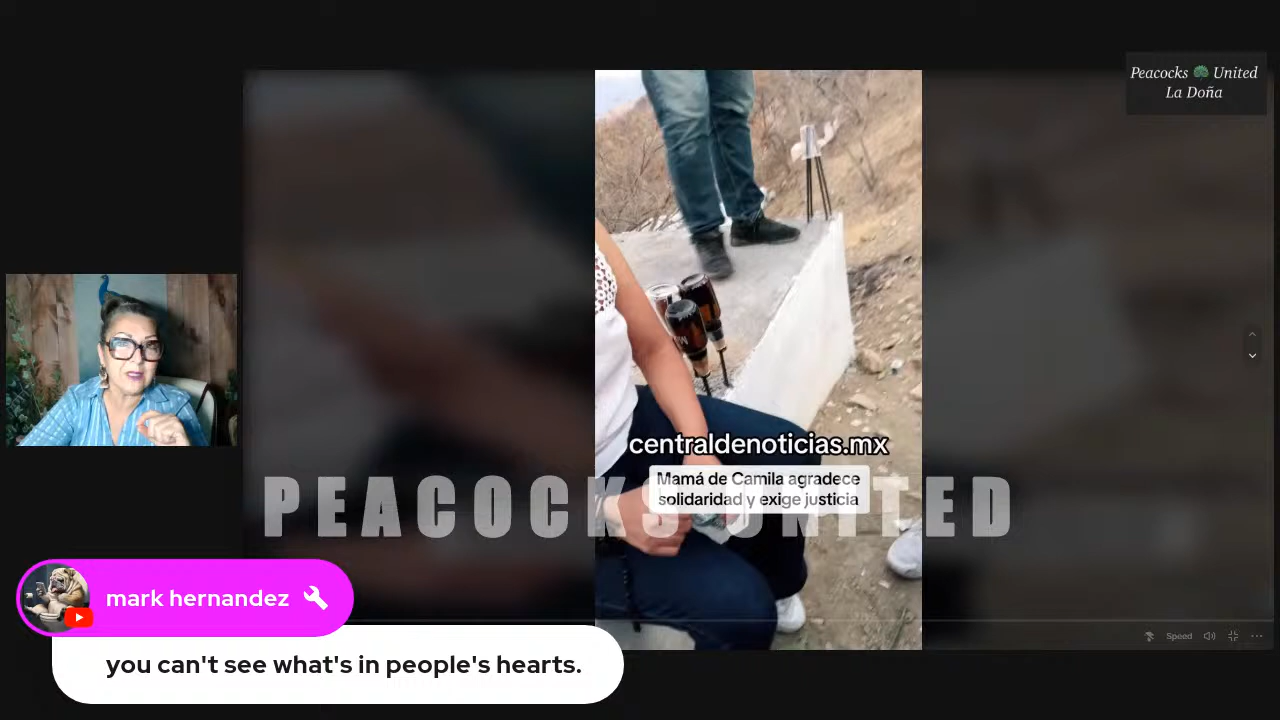 Peacocks United
La Doña
centraldenoticias.mx
Mamá de Camila agradece
solidaridad y exige justicia
PEACOCKS UNITED
mark hernandez
you can't see what's in people's hearts.
Speed